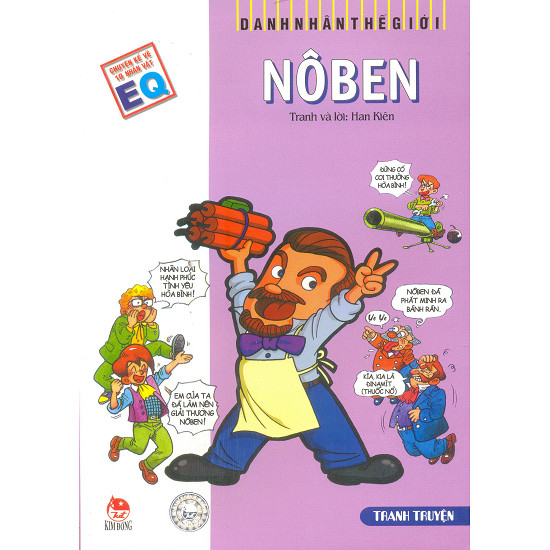 DANH NHÂN THẾ GIỚI
CHUYỆN KỂ VỀ
10 NHÂN VẬT
EQ
NÔBEN
Tranh và lời: Han Kiên
ĐỪNG CÓ
COI THƯỜNG
HÒA BÌNH!
NHÂN LOẠI
HẠNH PHÚC
TÌNH YÊU
HÒA BÌNH!
NÔBEN ĐÃ
PHÁT MINH RA
BÁNH RÁN.
KÌA, KIA LÀ
ĐINAMÍT
(THUỐC NỔ)
EM CỦA TA
ĐÃ LÀM NÊN
GIẢI THƯỞNG
NÔBEN!
KIM ĐỒNG
TRANH TRUYỆN